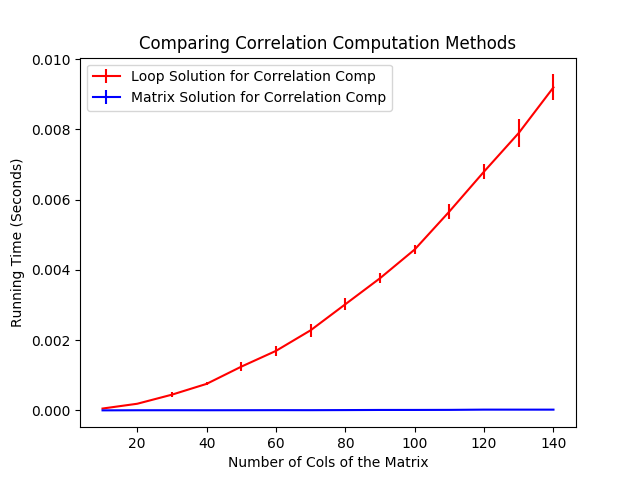 Comparing Correlation Computation Methods
Loop Solution for Correlation Comp
Matrix Solution for Correlation Comp
Running Time (Seconds)
0.010
0.008
0.006
0.004
0.002
0.000
20 40 60 80 100 120 140
Number of Cols of the Matrix